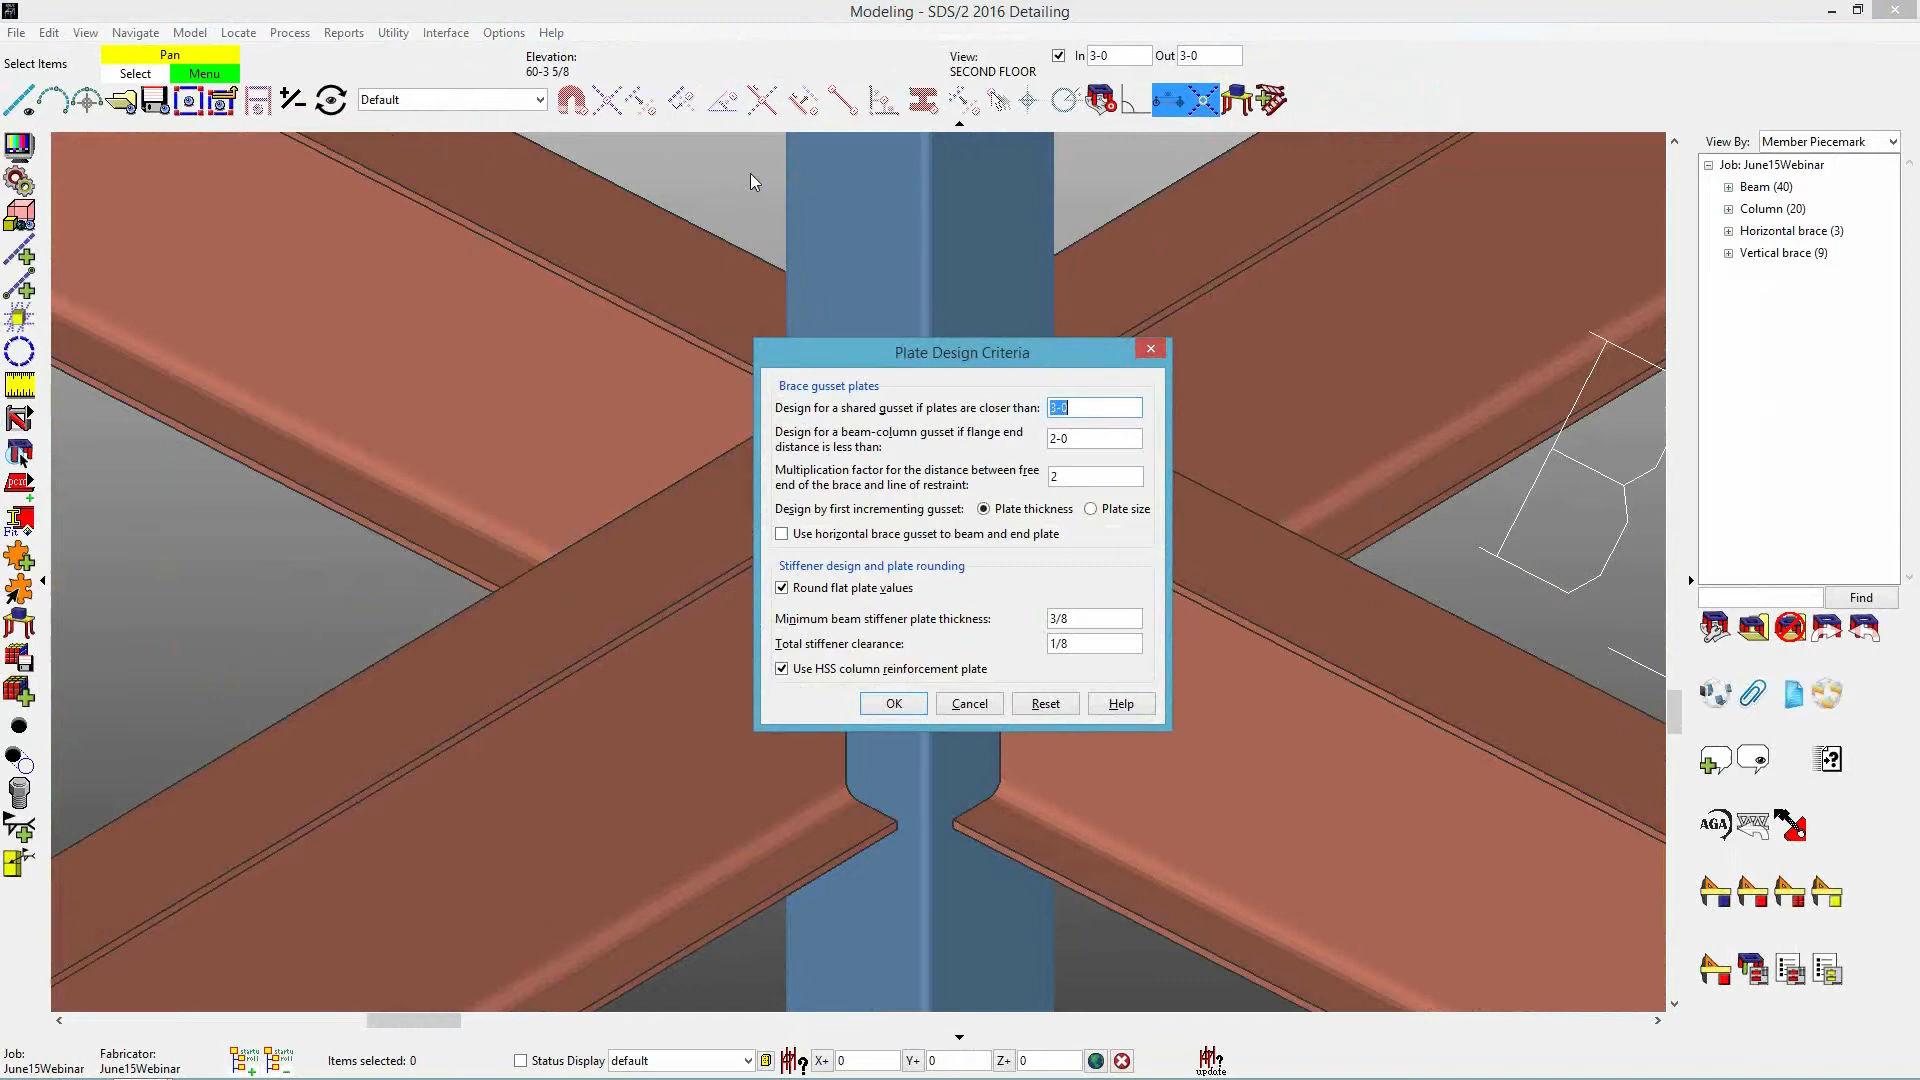 Modeling - SDS/2 2016 Detailing
File Edit View Navigate Model Locate Process Reports Utility Interface Options Help
Select Items
Pan
Select Menu
Elevation:
60-3 5/8
View:
SECOND FLOOR
In 3-0 Out 3-0
Default
View By: Member Piecemark
Job: June15Webinar
Beam (40)
Column (20)
Horizontal brace (3)
Vertical brace (9)
Find
pcm
Fit
AGA
Plate Design Criteria
Brace gusset plates
Design for a shared gusset if plates are closer than: 3-0
Design for a beam-column gusset if flange end
distance is less than: 2-0
Multiplication factor for the distance between free
end of the brace and line of restraint: 2
Design by first incrementing gusset: Plate thickness Plate size
Use horizontal brace gusset to beam and end plate
Stiffener design and plate rounding
Round flat plate values
Minimum beam stiffener plate thickness: 3/8
Total stiffener clearance: 1/8
Use HSS column reinforcement plate
OK Cancel Reset Help
Job:
June15Webinar
Fabricator:
June15Webinar
Items selected: 0
Status Display default
X+ 0 Y+ 0 Z+ 0
update